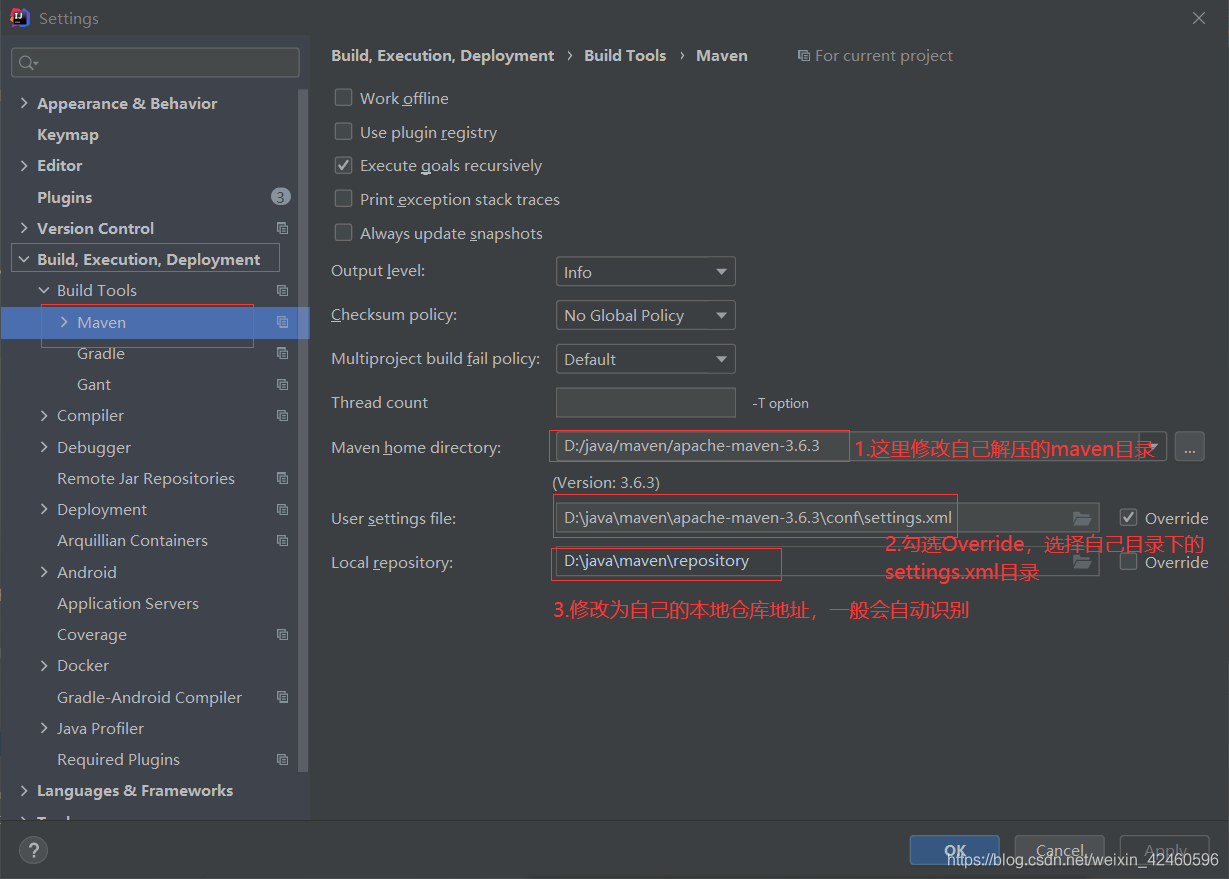 Settings
Build, Execution, Deployment › Build Tools › Maven For current project
Appearance & Behavior
Keymap
Editor
Plugins 3
Version Control
Build, Execution, Deployment
Build Tools
Maven
Gradle
Gant
Compiler
Debugger
Remote Jar Repositories
Deployment
Arquillian Containers
Android
Application Servers
Coverage
Docker
Gradle-Android Compiler
Java Profiler
Required Plugins
Languages & Frameworks
Work offline
Use plugin registry
Execute goals recursively
Print exception stack traces
Always update snapshots
Output level: Info
Checksum policy: No Global Policy
Multiproject build fail policy: Default
Thread count -T option
Maven home directory: D:/java/maven/apache-maven-3.6.3 1.这里修改自己解压的maven目录 ...
(Version: 3.6.3)
User settings file: D:\java\maven\apache-maven-3.6.3\conf\settings.xml Override
2.勾选Override，选择自己目录下的
settings.xml目录
Local repository: D:\java\maven\repository Override
3.修改为自己的本地仓库地址，一般会自动识别
? OK Cancel Apply
https://blog.csdn.net/weixin_42460596